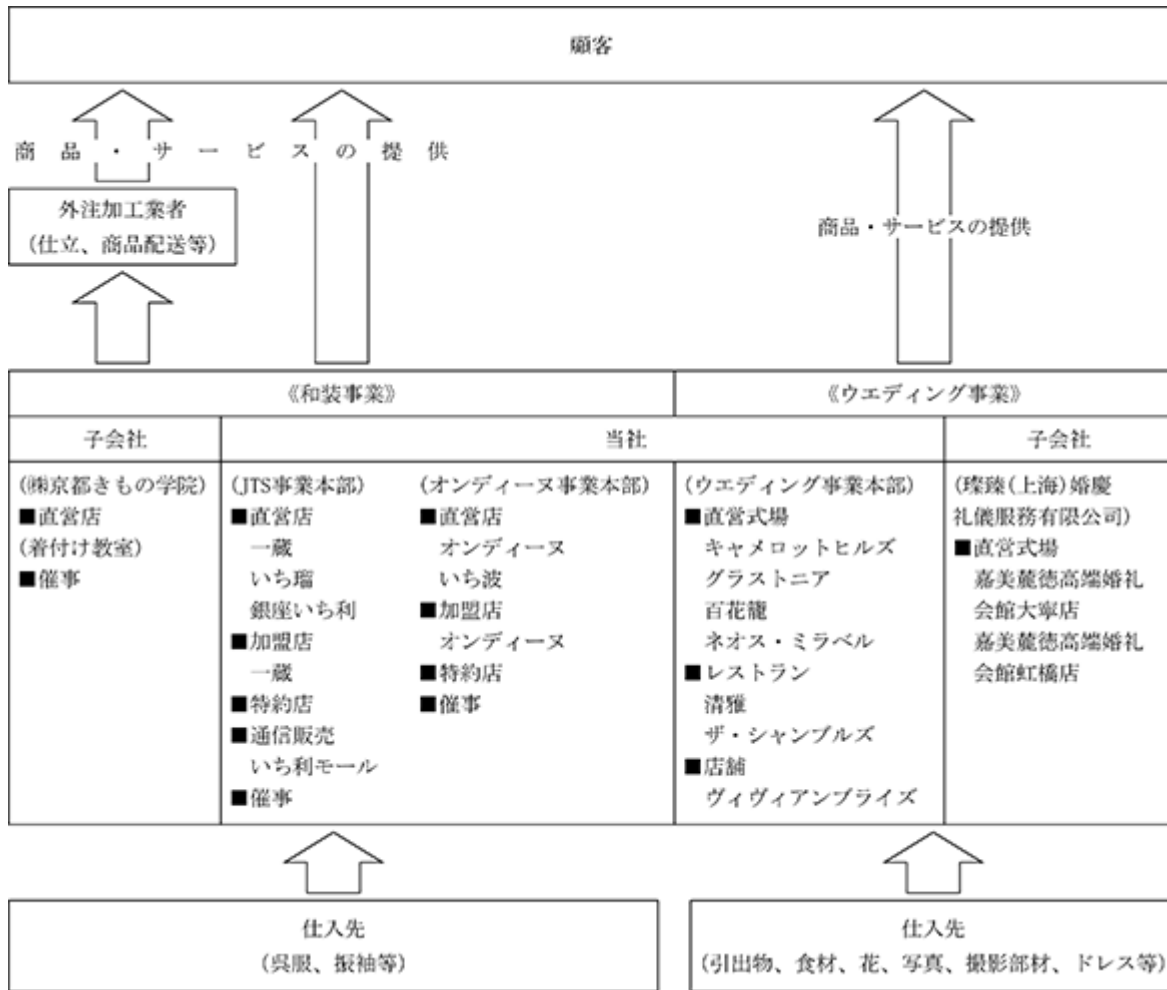 顧客
商品・サービスの提供
外注加工業者
(仕立、商品配送等)
商品・サービスの提供
《和装事業》
《ウエディング事業》
子会社
当社
子会社
(㈱京都きもの学院)
■直営店
(着付け教室)
■催事
(JTS事業本部)
■直営店
一蔵
いち瑠
銀座いち利
■加盟店
一蔵
■特約店
■通信販売
いち利モール
■催事
(オンディーヌ事業本部)
■直営店
オンディーヌ
いち波
■加盟店
オンディーヌ
■特約店
■催事
(ウエディング事業本部)
■直営式場
キャメロットヒルズ
グラストニア
百花籠
ネオス・ミラベル
■レストラン
清雅
ザ・シャンブルズ
■店舗
ヴィヴィアンブライズ
(璨臻(上海)婚慶
礼儀服務有限公司)
■直営式場
嘉美麓徳高端婚礼
会館大寧店
嘉美麓徳高端婚礼
会館虹橋店
仕入先
(呉服、振袖等)
仕入先
(引出物、食材、花、写真、撮影部材、ドレス等)